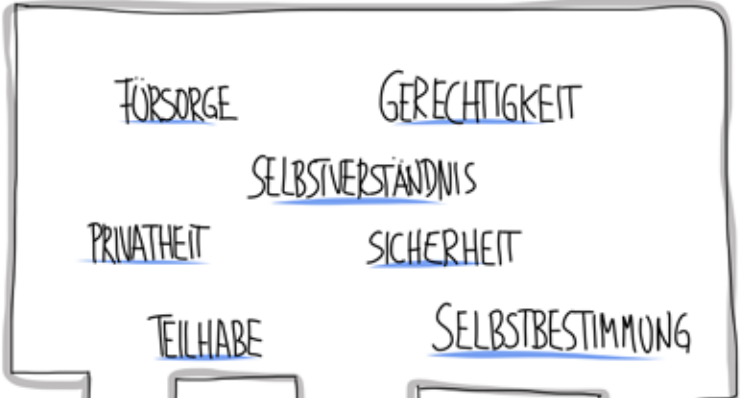 FÜRSORGE
GERECHTIGKEIT
SELBSTVERSTÄNDNIS
PRIVATHEIT
SICHERHEIT
TEILHABE
SELBSTBESTIMMUNG